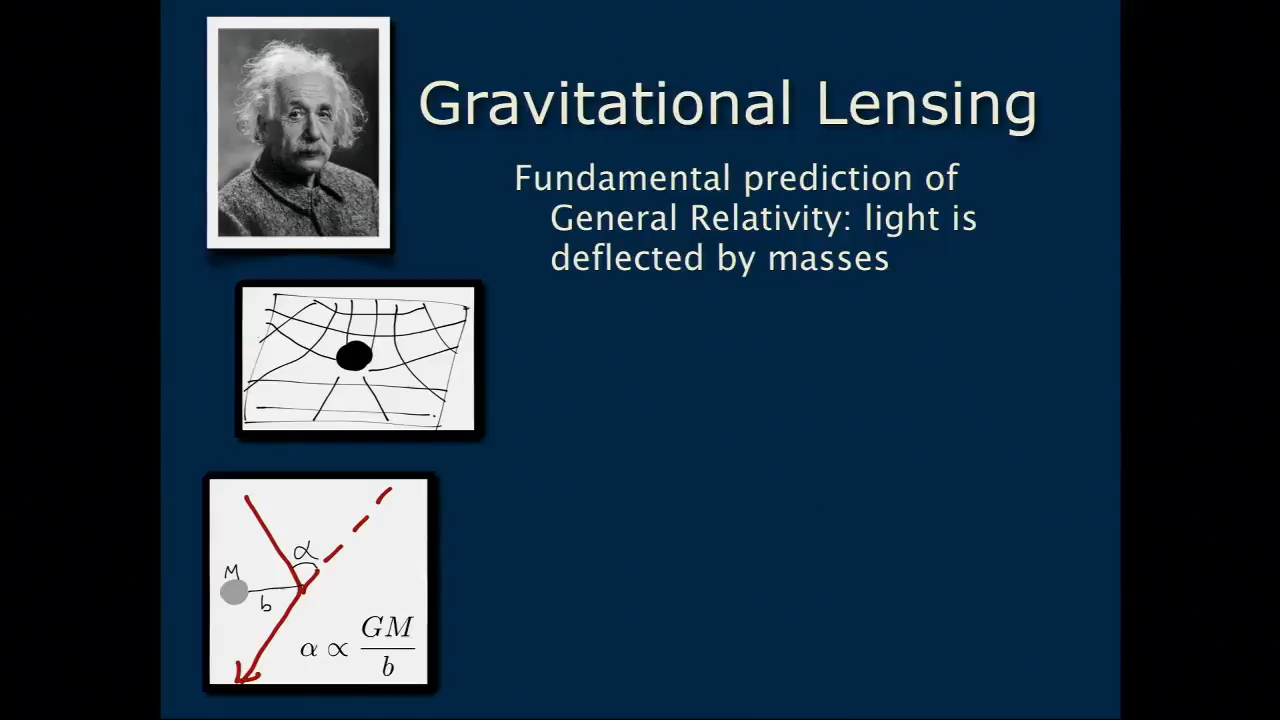 Gravitational Lensing
Fundamental prediction of
General Relativity: light is
deflected by masses
α
M
b
α ∝ GM / b